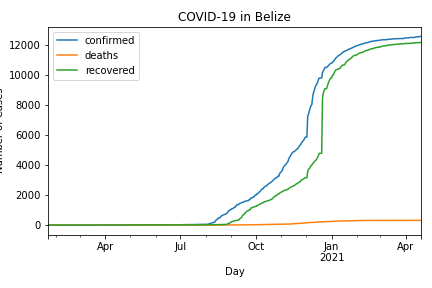 COVID-19 in Belize
confirmed
deaths
recovered
12000
10000
8000
6000
4000
2000
0
Apr
Jul
Oct
Jan
2021
Apr
Day